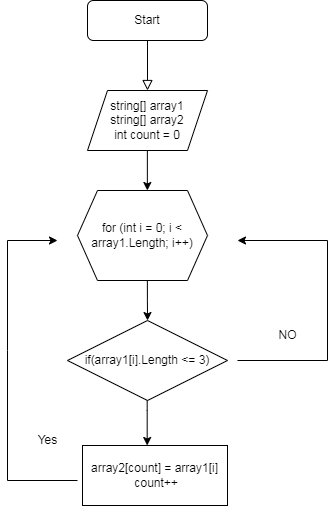 Start
string[] array1
string[] array2
int count = 0
for (int i = 0; i <
array1.Length; i++)
if(array1[i].Length <= 3)
NO
Yes
array2[count] = array1[i]
count++